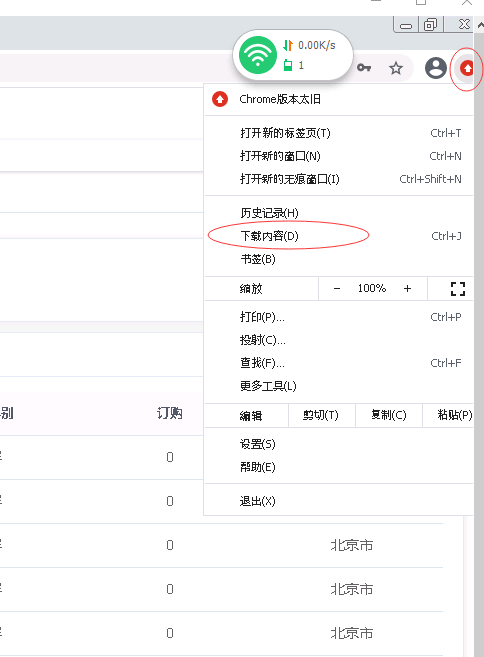 0.00K/s
1
Chrome版本太旧
打开新的标签页(T) Ctrl+T
打开新的窗口(N) Ctrl+N
打开新的无痕窗口(I) Ctrl+Shift+N
历史记录(H)
下载内容(D) Ctrl+J
书签(B)
缩放 - 100% +
打印(P)... Ctrl+P
投射(C)...
查找(F)... Ctrl+F
更多工具(L)
编辑 剪切(T) 复制(C) 粘贴(P)
设置(S)
帮助(E)
退出(X)
别 订购
0
0
0 北京市
0 北京市
0 北京市